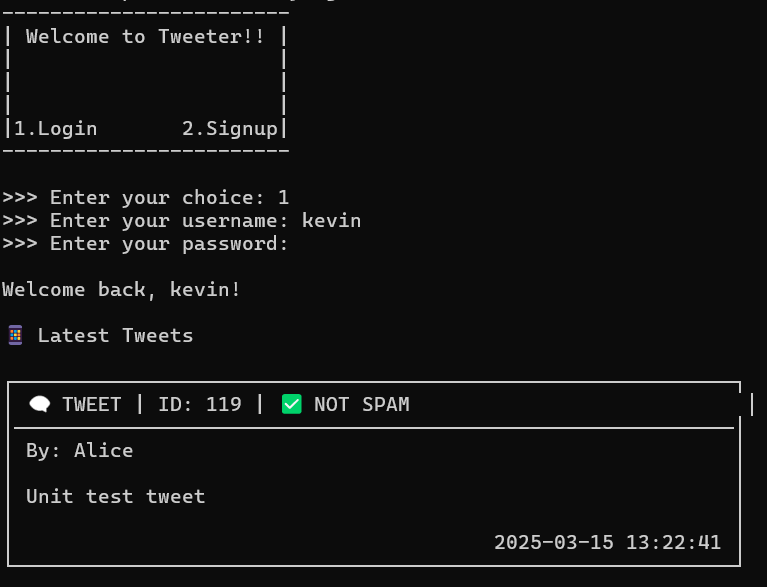 Welcome to Tweeter!!
1.Login 2.Signup
>>> Enter your choice: 1
>>> Enter your username: kevin
>>> Enter your password:
Welcome back, kevin!
📱 Latest Tweets
🗨️ TWEET | ID: 119 | ✅ NOT SPAM
By: Alice
Unit test tweet
2025-03-15 13:22:41